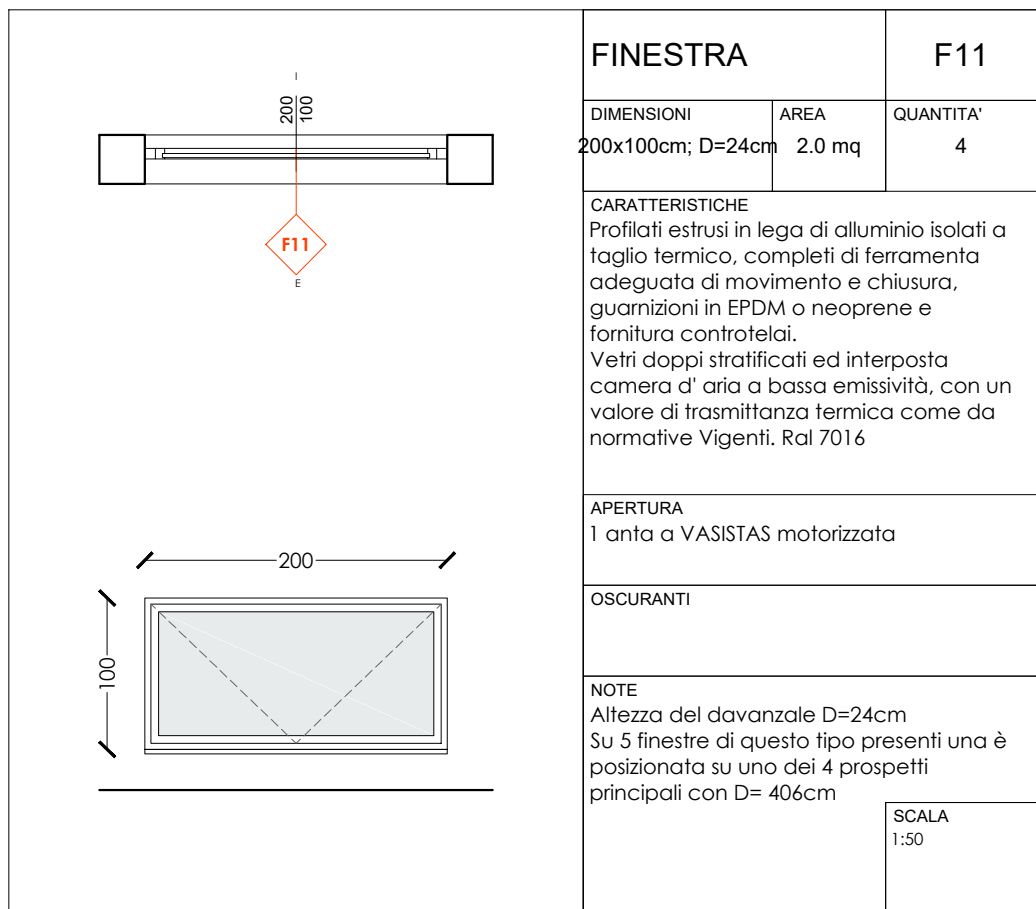 I
200
100
F11
E
200
100
FINESTRA
F11
DIMENSIONI
200x100cm; D=24cm
AREA
2.0 mq
QUANTITA'
4
CARATTERISTICHE
Profilati estrusi in lega di alluminio isolati a
taglio termico, completi di ferramenta
adeguata di movimento e chiusura,
guarnizioni in EPDM o neoprene e
fornitura controtelai.
Vetri doppi stratificati ed interposta
camera d' aria a bassa emissività, con un
valore di trasmittanza termica come da
normative Vigenti. Ral 7016
APERTURA
1 anta a VASISTAS motorizzata
OSCURANTI
NOTE
Altezza del davanzale D=24cm
Su 5 finestre di questo tipo presenti una è
posizionata su uno dei 4 prospetti
principali con D= 406cm
SCALA
1:50